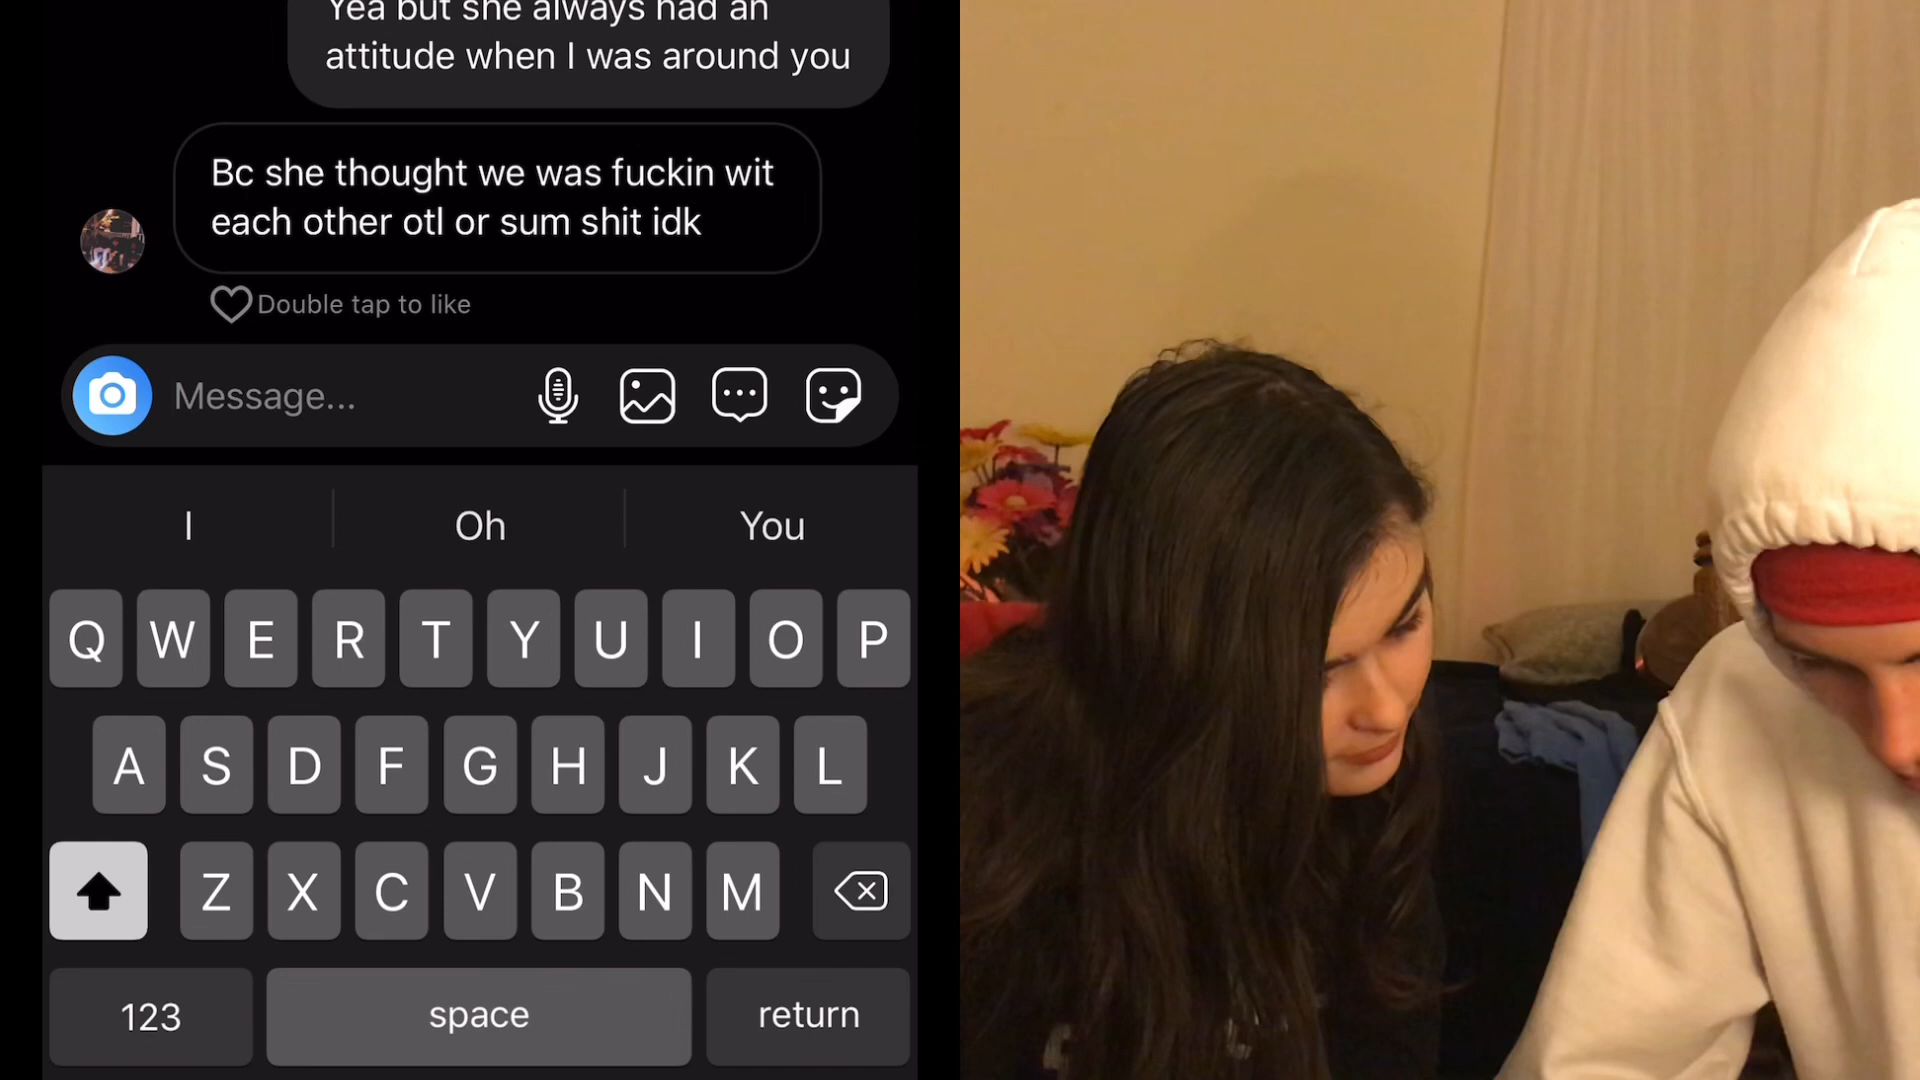 Yea but she always had an
attitude when I was around you
Bc she thought we was fuckin wit
each other otl or sum shit idk
Double tap to like
Message...
I Oh You
Q W E R T Y U I O P
A S D F G H J K L
Z X C V B N M
123 space return